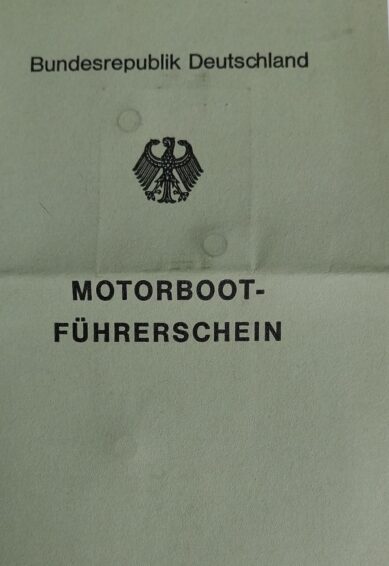 Bundesrepublik Deutschland
MOTORBOOT-
FÜHRERSCHEIN